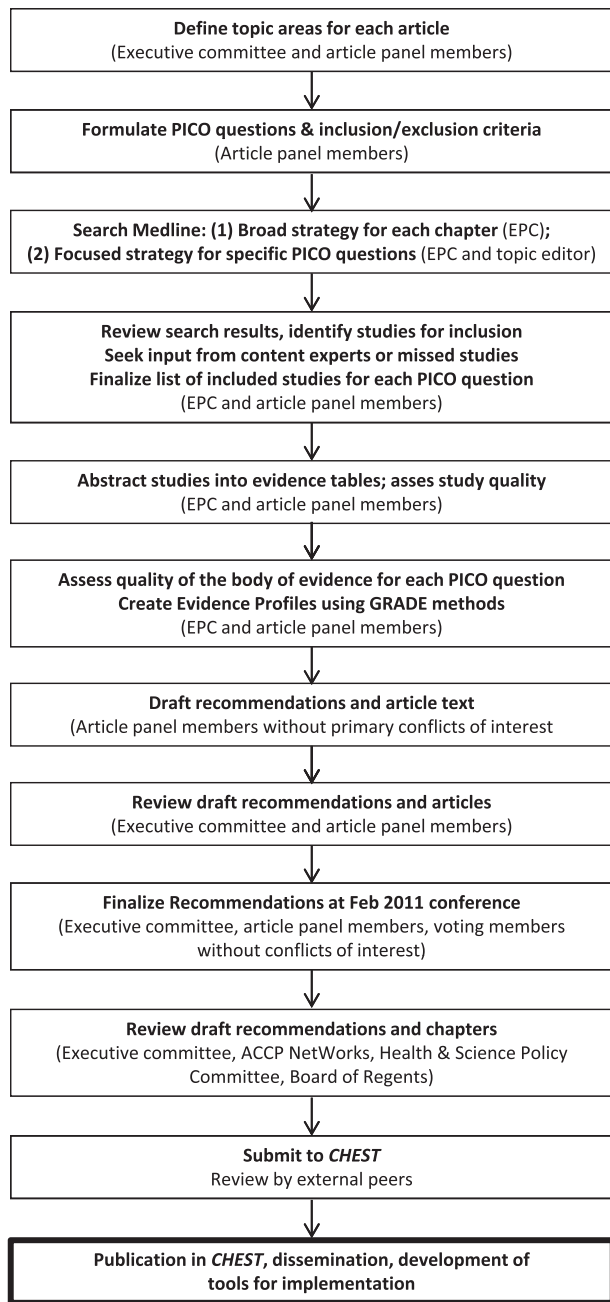 Define topic areas for each article
(Executive committee and article panel members)
Formulate PICO questions & inclusion/exclusion criteria
(Article panel members)
Search Medline: (1) Broad strategy for each chapter (EPC);
(2) Focused strategy for specific PICO questions (EPC and topic editor)
Review search results, identify studies for inclusion
Seek input from content experts or missed studies
Finalize list of included studies for each PICO question
(EPC and article panel members)
Abstract studies into evidence tables; asses study quality
(EPC and article panel members)
Assess quality of the body of evidence for each PICO question
Create Evidence Profiles using GRADE methods
(EPC and article panel members)
Draft recommendations and article text
(Article panel members without primary conflicts of interest
Review draft recommendations and articles
(Executive committee and article panel members)
Finalize Recommendations at Feb 2011 conference
(Executive committee, article panel members, voting members
without conflicts of interest)
Review draft recommendations and chapters
(Executive committee, ACCP NetWorks, Health & Science Policy
Committee, Board of Regents)
Submit to CHEST
Review by external peers
Publication in CHEST, dissemination, development of
tools for implementation